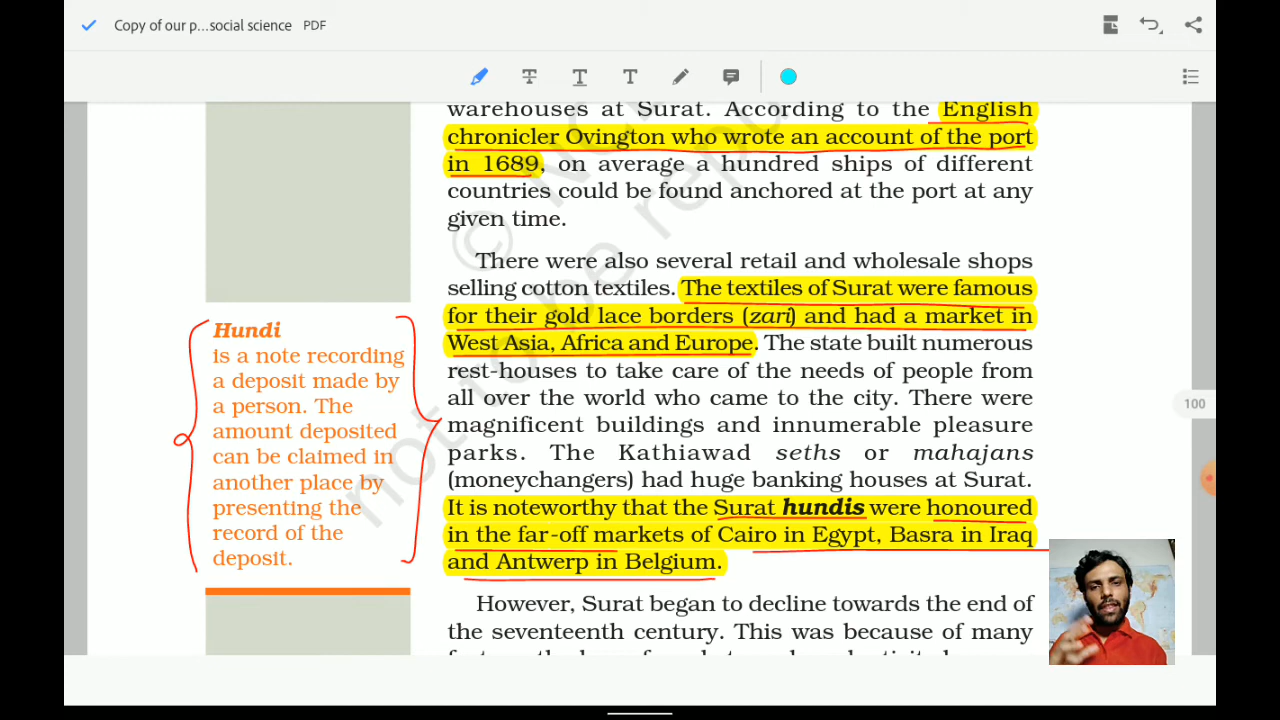 Copy of our p...social science PDF
warehouses at Surat. According to the English
chronicler Ovington who wrote an account of the port
in 1689, on average a hundred ships of different
countries could be found anchored at the port at any
given time.
There were also several retail and wholesale shops
selling cotton textiles. The textiles of Surat were famous
for their gold lace borders (zari) and had a market in
West Asia, Africa and Europe. The state built numerous
rest-houses to take care of the needs of people from
all over the world who came to the city. There were
magnificent buildings and innumerable pleasure
parks. The Kathiawad seths or mahajans
(moneychangers) had huge banking houses at Surat.
It is noteworthy that the Surat hundis were honoured
in the far-off markets of Cairo in Egypt, Basra in Iraq
and Antwerp in Belgium.
However, Surat began to decline towards the end of
the seventeenth century. This was because of many
Hundi
is a note recording
a deposit made by
a person. The
amount deposited
can be claimed in
another place by
presenting the
record of the
deposit.
100
not to be rep